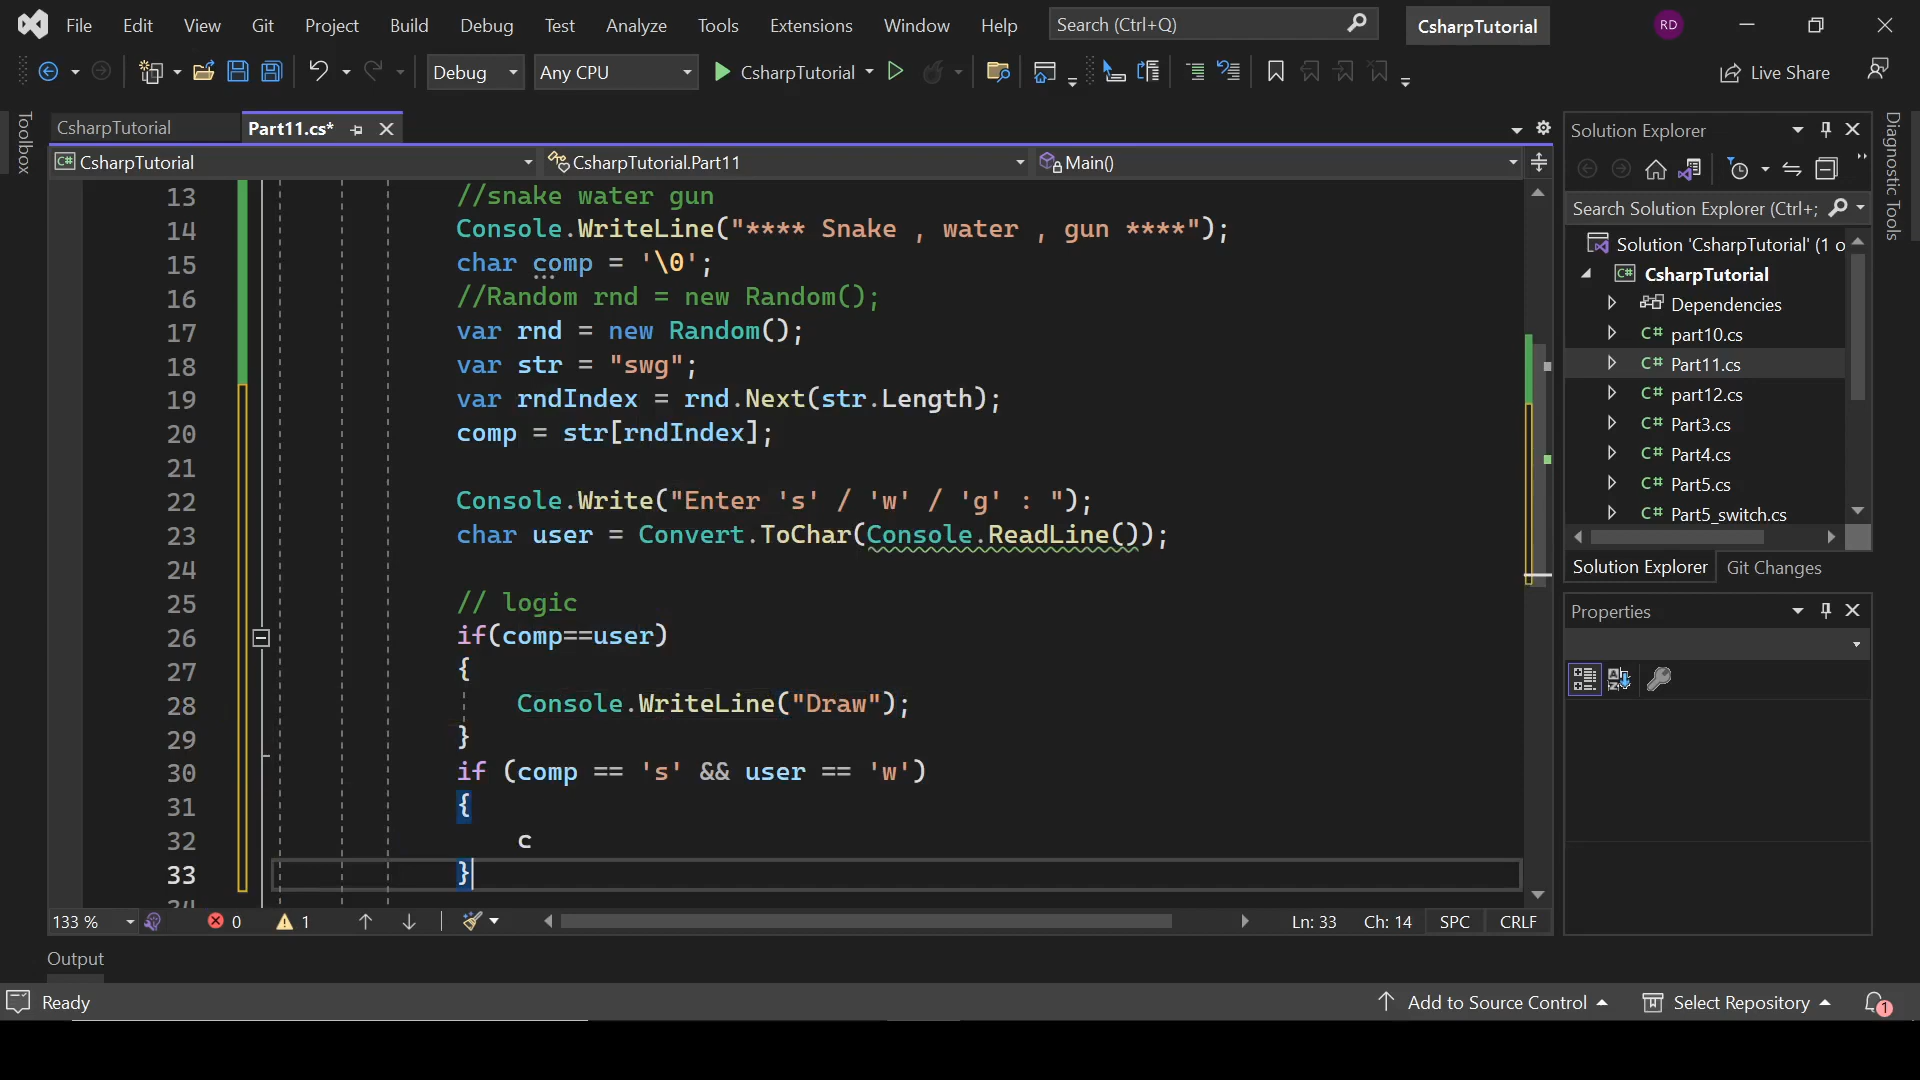 File Edit View Git Project Build Debug Test Analyze Tools Extensions Window Help Search (Ctrl+Q) CsharpTutorial RD
Debug Any CPU CsharpTutorial Live Share
Toolbox
CsharpTutorial Part11.cs*
C# CsharpTutorial CsharpTutorial.Part11 Main()
13 //snake water gun
14 Console.WriteLine("**** Snake , water , gun ****");
15 char comp = '\0';
16 //Random rnd = new Random();
17 var rnd = new Random();
18 var str = "swg";
19 var rndIndex = rnd.Next(str.Length);
20 comp = str[rndIndex];
21
22 Console.Write("Enter 's' / 'w' / 'g' : ");
23 char user = Convert.ToChar(Console.ReadLine());
24
25 // logic
26 if(comp==user)
27 {
28 Console.WriteLine("Draw");
29 }
30 if (comp == 's' && user == 'w')
31 {
32 c
33 }
34
133 % 0 1 Ln: 33 Ch: 14 SPC CRLF
Output
Ready Add to Source Control Select Repository 1
Solution Explorer
Search Solution Explorer (Ctrl+;
Solution 'CsharpTutorial' (1 o
C# CsharpTutorial
Dependencies
C# part10.cs
C# Part11.cs
C# part12.cs
C# Part3.cs
C# Part4.cs
C# Part5.cs
C# Part5_switch.cs
Solution Explorer Git Changes
Properties
Diagnostic Tools